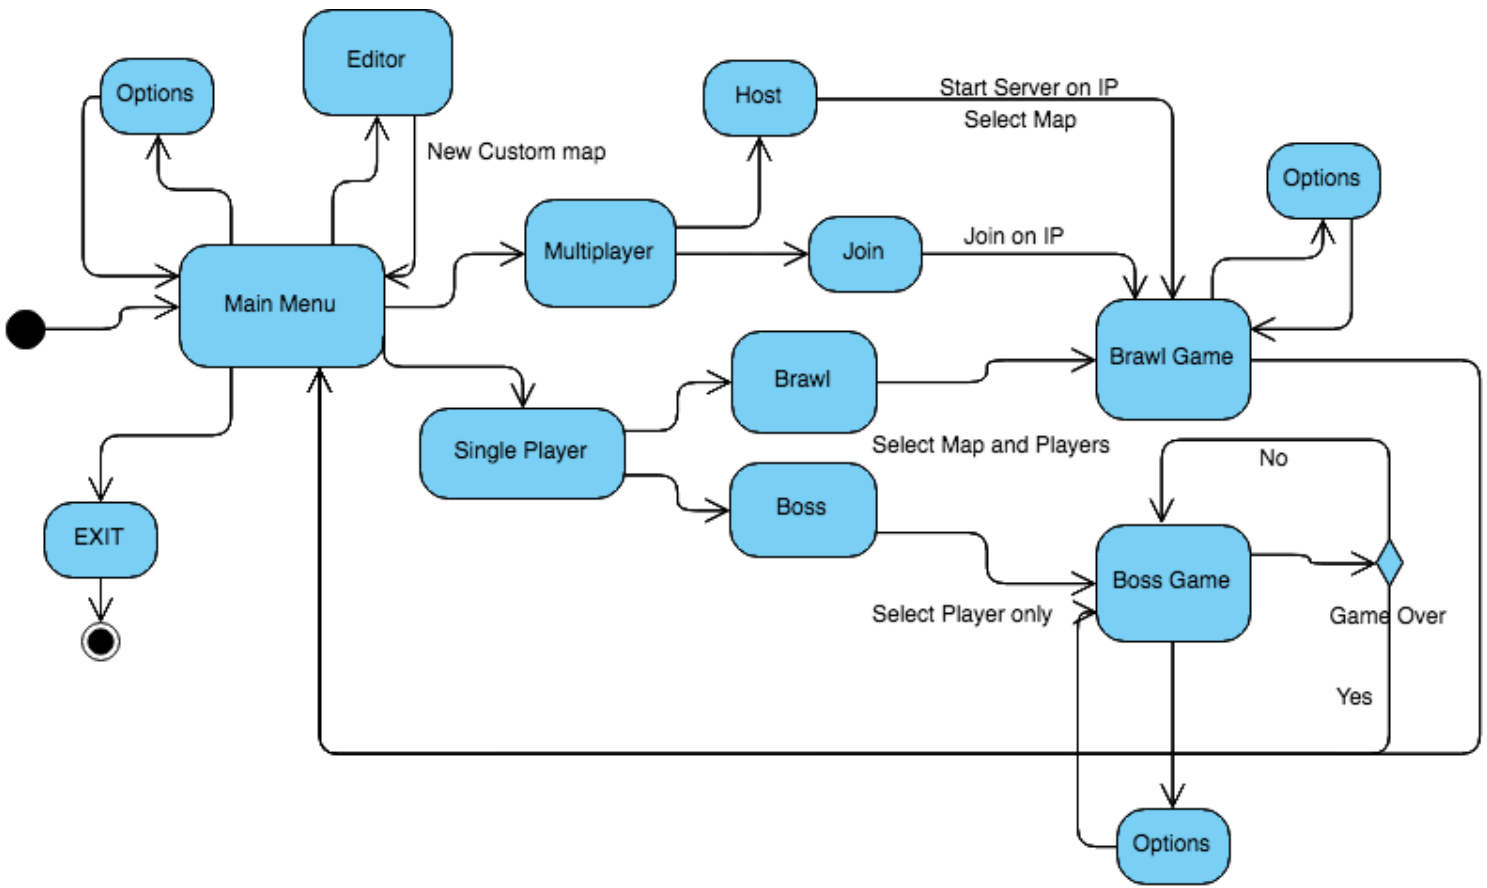 Editor
Options
Host
Start Server on IP
Select Map
New Custom map
Options
Multiplayer
Join
Join on IP
Main Menu
Brawl Game
Brawl
Single Player
Select Map and Players
No
Boss
EXIT
Boss Game
Select Player only
Game Over
Yes
Options